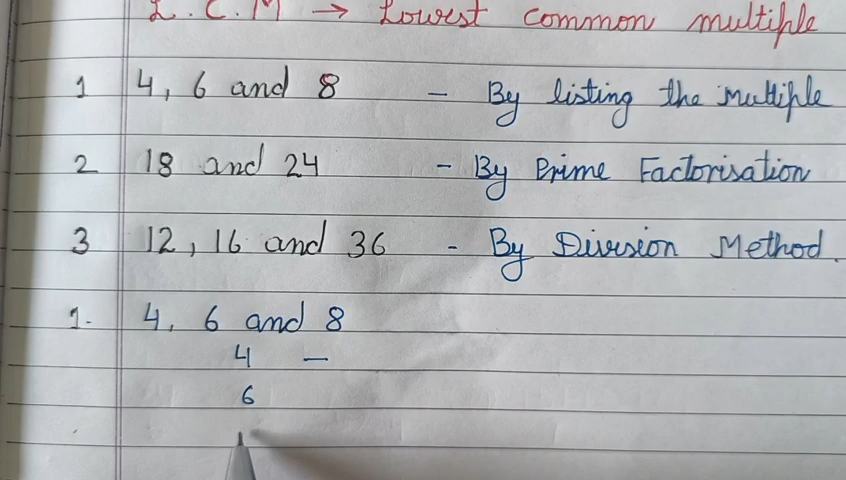 L.C.M → Lowest common multiple
1 4, 6 and 8 - By listing the multiple
2 18 and 24 - By Prime Factorisation
3 12, 16 and 36 - By Division Method.
1. 4, 6 and 8
4 —
6